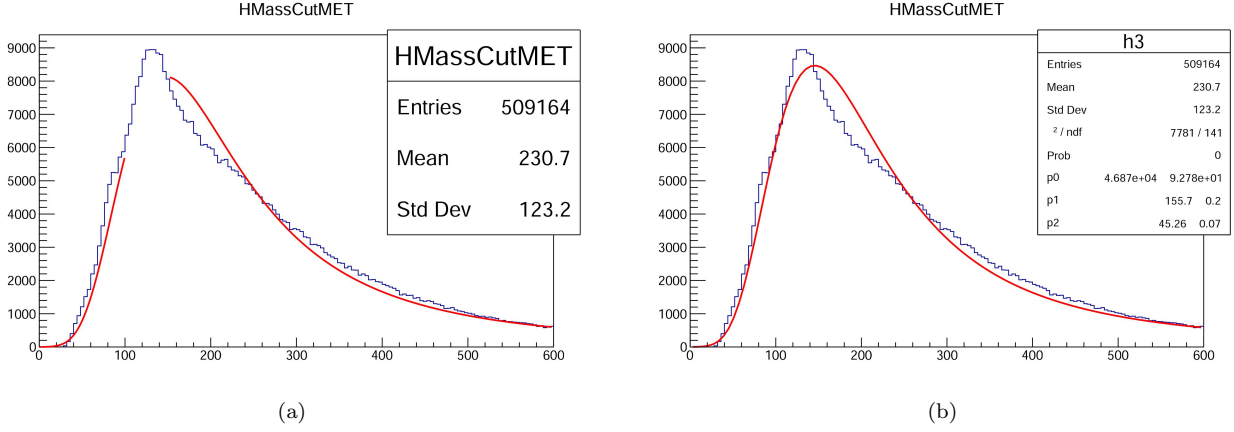 HMassCutMET
9000
8000
7000
6000
5000
4000
3000
2000
1000
0
0 100 200 300 400 500 600
HMassCutMET
Entries 509164
Mean 230.7
Std Dev 123.2
(a)
HMassCutMET
9000
8000
7000
6000
5000
4000
3000
2000
1000
0
0 100 200 300 400 500 600
h3
Entries 509164
Mean 230.7
Std Dev 123.2
² / ndf 7781 / 141
Prob 0
p0 4.687e+04 9.278e+01
p1 155.7 0.2
p2 45.26 0.07
(b)